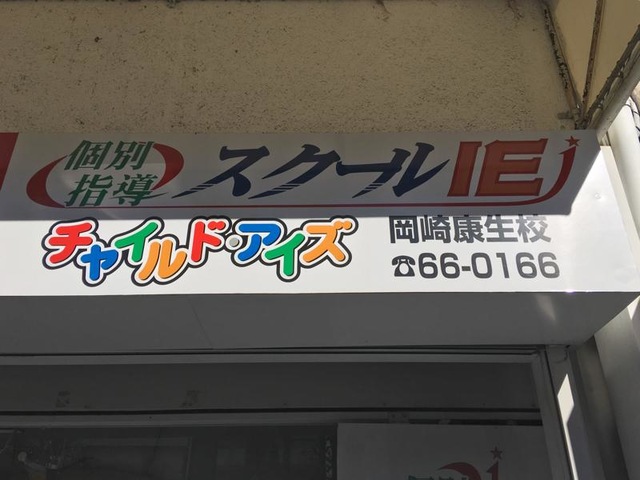 個別
指導
スクールIE
チャイルド・アイズ
岡崎康生校
☎66-0166